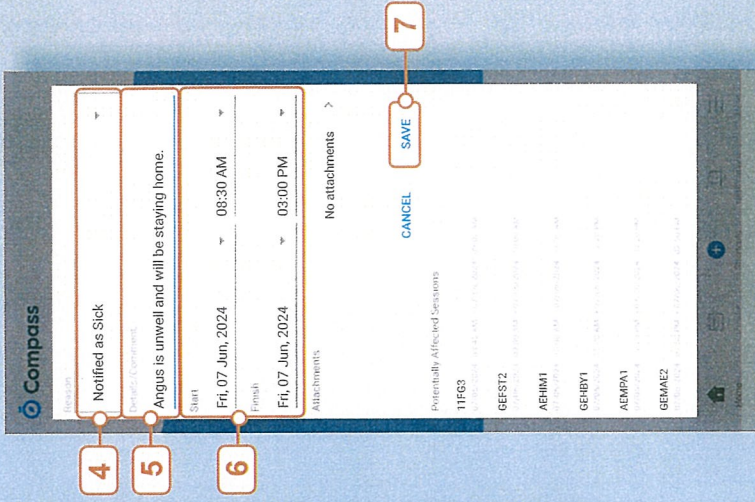 Compass
Reason
4
Notified as Sick
5
Details/Comment
Angus is unwell and will be staying home.
6
Start
Fri, 07 Jun, 2024 08:30 AM
Finish
Fri, 07 Jun, 2024 03:00 PM
Attachments
No attachments >
7
CANCEL SAVE
Potentially Affected Sessions
11FG3
GEFST2
AEHIM1
GEHBY1
AEMPA1
GEMAE2
Home